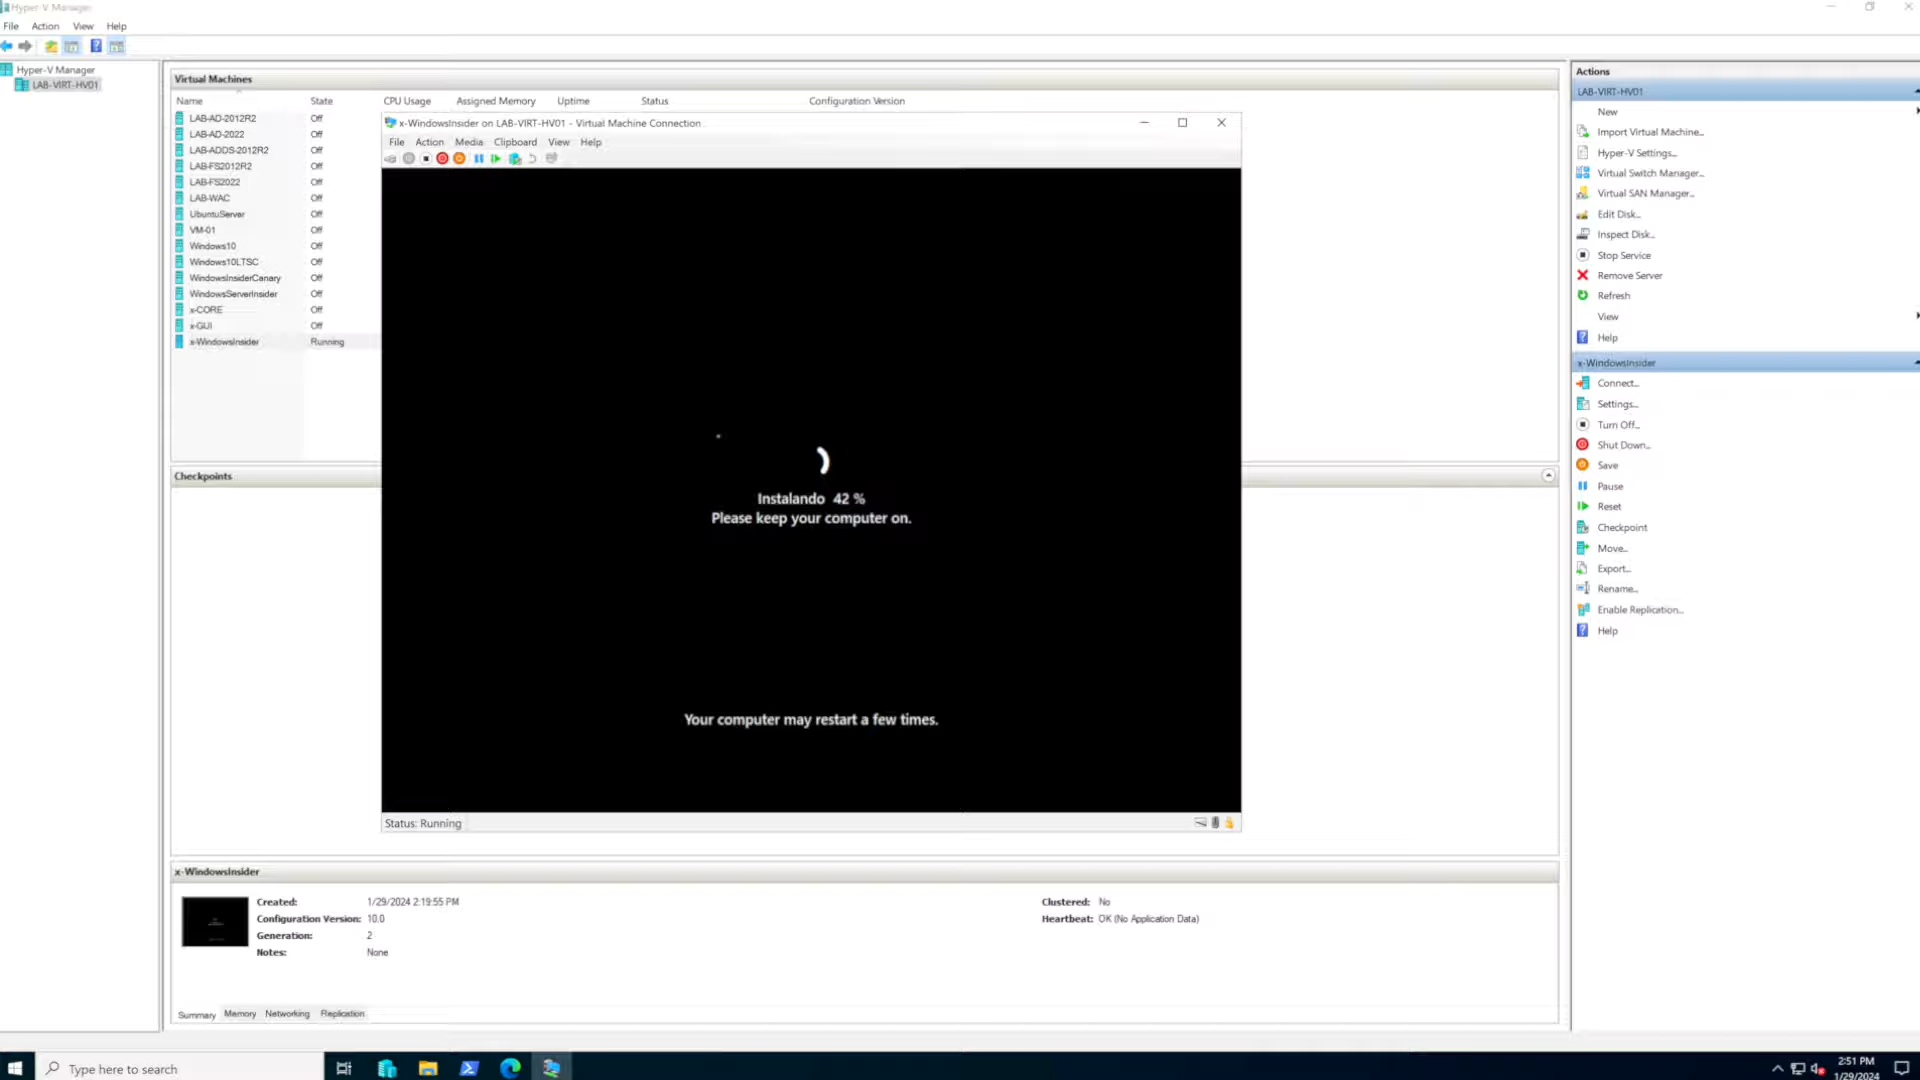 Hyper-V Manager
File Action View Help
Hyper-V Manager
LAB-VIRT-HV01
Virtual Machines
Name State CPU Usage Assigned Memory Uptime Status Configuration Version
LAB-AD-2012R2 Off
LAB-AD-2022 Off
LAB-ADDS-2012R2 Off
LAB-FS2012R2 Off
LAB-FS2022 Off
LAB-WAC Off
UbuntuServer Off
VM-01 Off
Windows10 Off
Windows10LTSC Off
WindowsInsiderCanary Off
WindowsServerInsider Off
x-CORE Off
x-GUI Off
x-WindowsInsider Running
x-WindowsInsider on LAB-VIRT-HV01 - Virtual Machine Connection
File Action Media Clipboard View Help
Instalando 42 %
Please keep your computer on.
Your computer may restart a few times.
Status: Running
Checkpoints
x-WindowsInsider
Created: 1/29/2024 2:19:55 PM
Configuration Version: 10.0
Generation: 2
Notes: None
Clustered: No
Heartbeat: OK (No Application Data)
Summary Memory Networking Replication
Actions
LAB-VIRT-HV01
New
Import Virtual Machine...
Hyper-V Settings...
Virtual Switch Manager...
Virtual SAN Manager...
Edit Disk...
Inspect Disk...
Stop Service
Remove Server
Refresh
View
Help
x-WindowsInsider
Connect...
Settings...
Turn Off...
Shut Down...
Save
Pause
Reset
Checkpoint
Move...
Export...
Rename...
Enable Replication...
Help
Type here to search
2:51 PM
1/29/2024